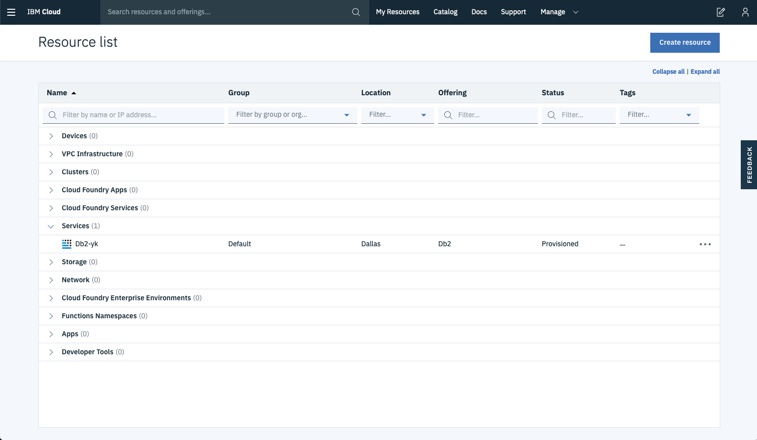 IBM Cloud Search resources and offerings... My Resources Catalog Docs Support Manage
Resource list Create resource
Collapse all | Expand all
Name Group Location Offering Status Tags
Filter by name or IP address... Filter by group or org... Filter... Filter... Filter... Filter...
Devices (0)
VPC Infrastructure (0)
Clusters (0)
Cloud Foundry Apps (0)
FEEDBACK
Cloud Foundry Services (0)
Services (1)
Db2-yk Default Dallas Db2 Provisioned —
Storage (0)
Network (0)
Cloud Foundry Enterprise Environments (0)
Functions Namespaces (0)
Apps (0)
Developer Tools (0)